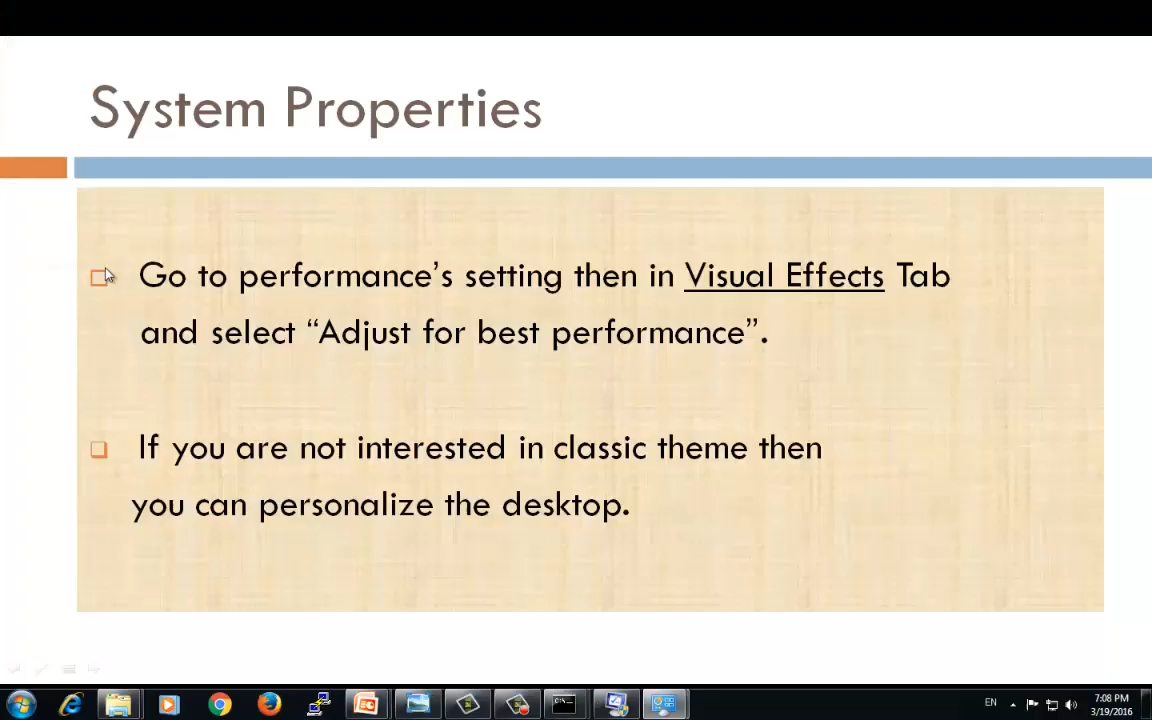 System Properties
Go to performance’s setting then in Visual Effects Tab
and select “Adjust for best performance”.
If you are not interested in classic theme then
you can personalize the desktop.
EN
7:08 PM
3/19/2016